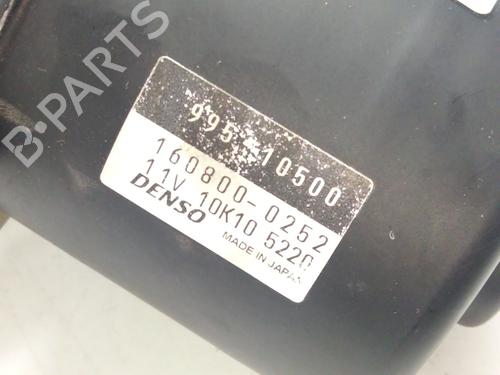 B-PARTS
995-10500
160800-0252
11V 10K10 5220
DENSO
MADE IN JAPAN